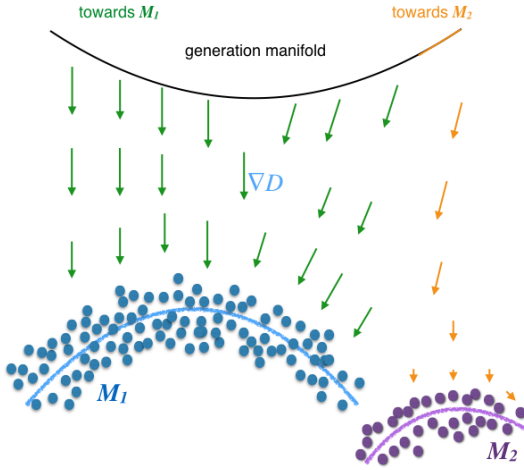 towards M₁
towards M₂
generation manifold
∇D
M₁
M₂